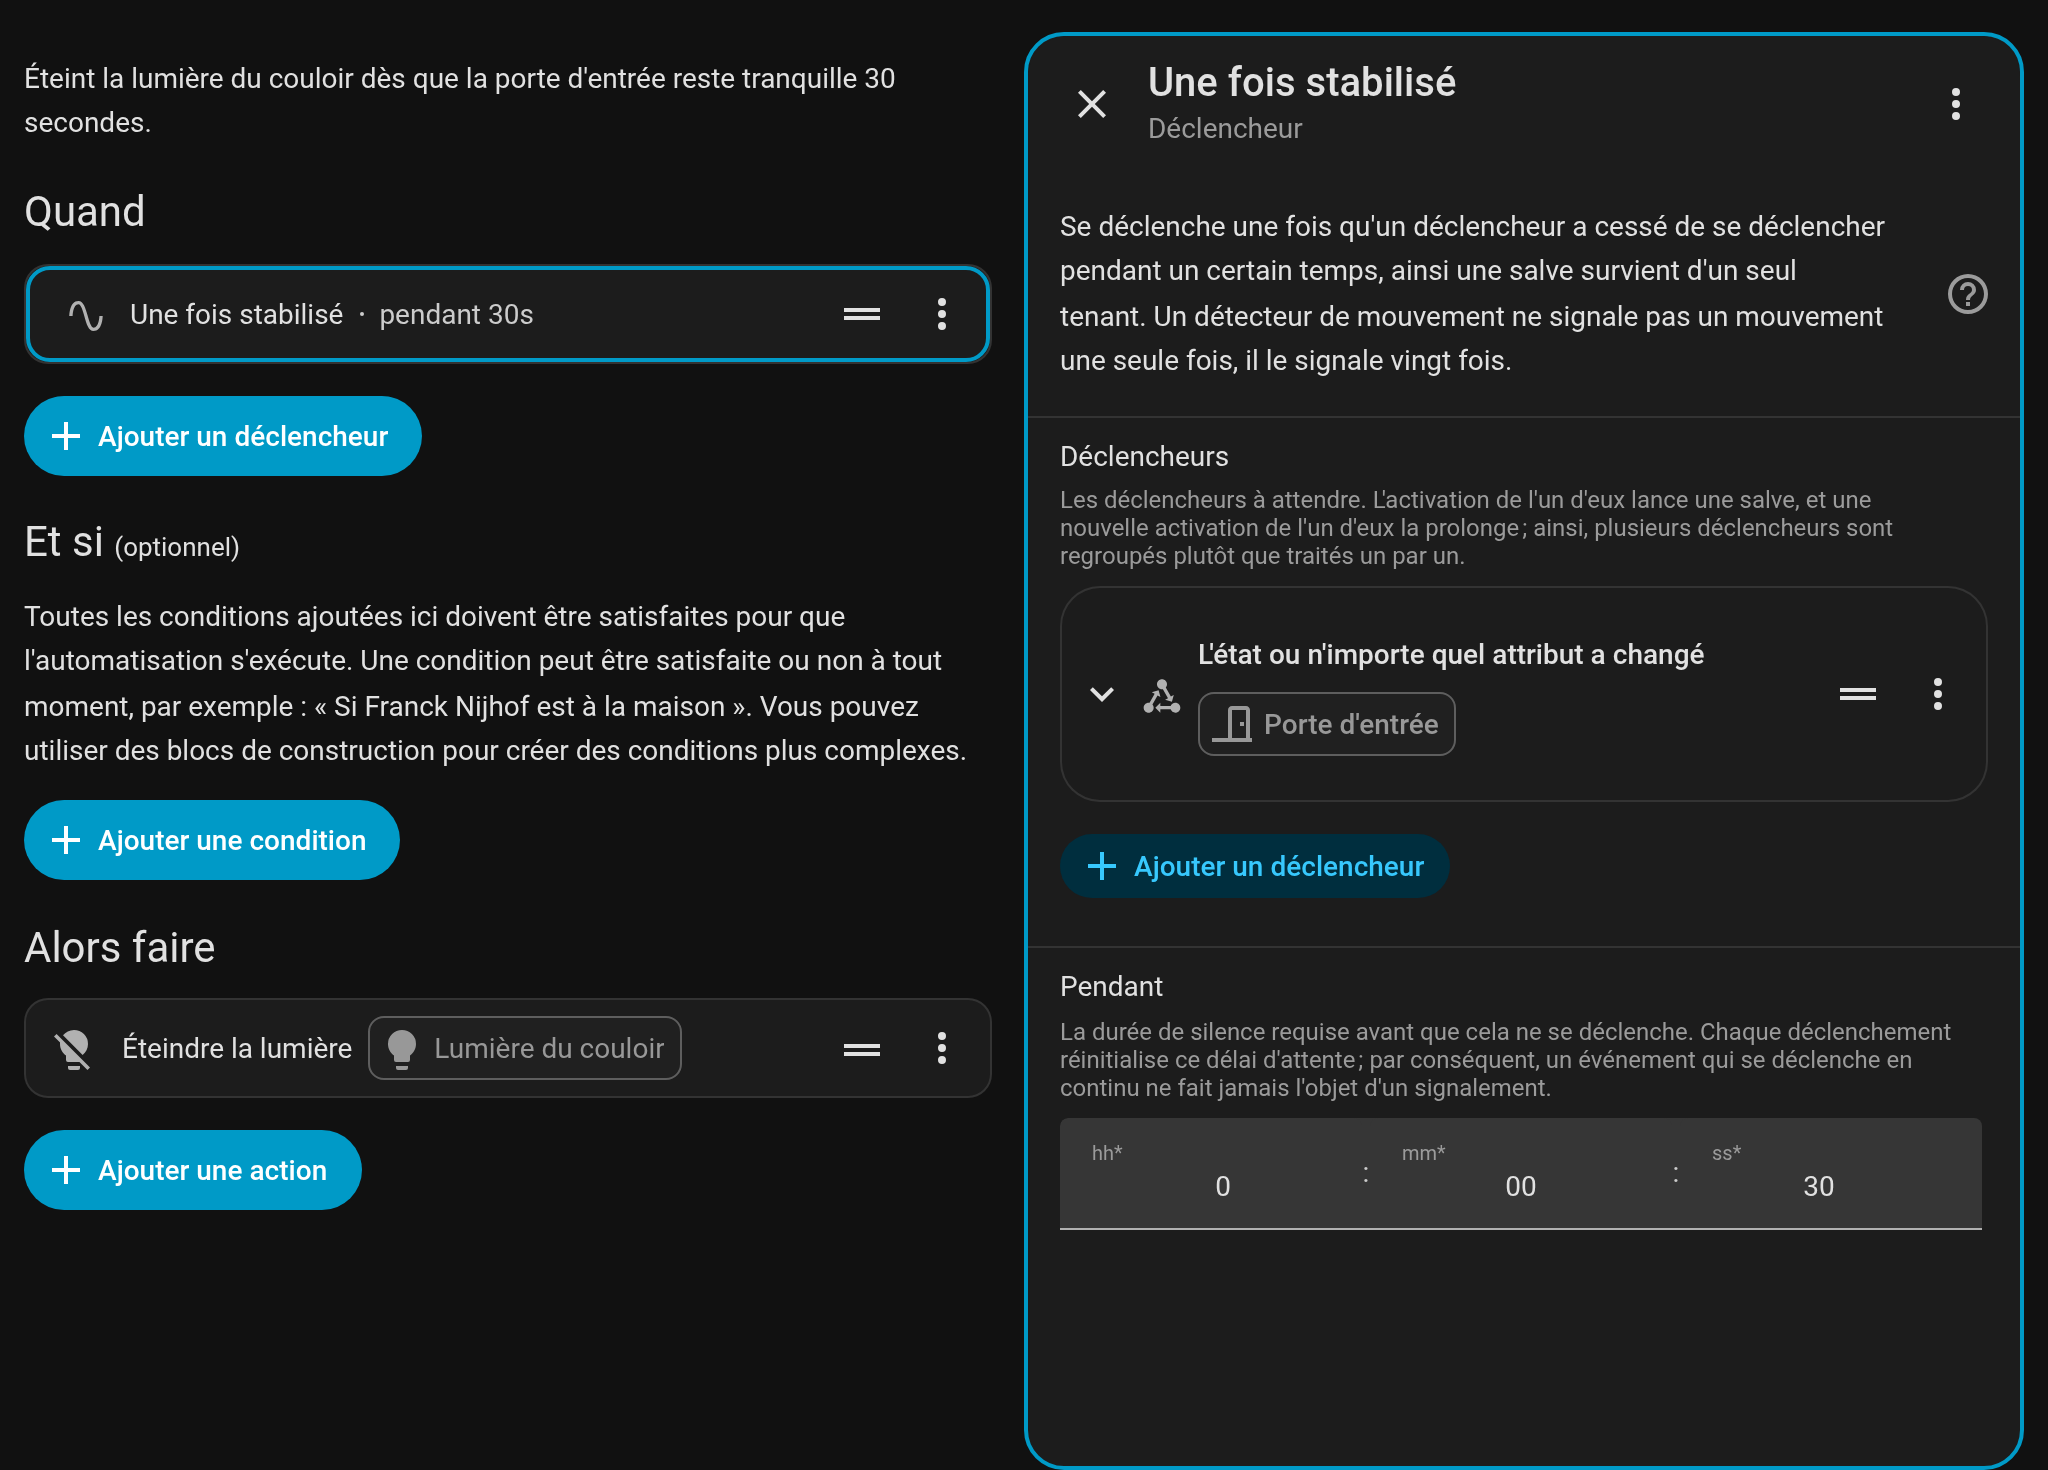 Éteint la lumière du couloir dès que la porte d'entrée reste tranquille 30
secondes.
Quand
Une fois stabilisé · pendant 30s
Ajouter un déclencheur
Et si (optionnel)
Toutes les conditions ajoutées ici doivent être satisfaites pour que
l'automatisation s'exécute. Une condition peut être satisfaite ou non à tout
moment, par exemple : « Si Franck Nijhof est à la maison ». Vous pouvez
utiliser des blocs de construction pour créer des conditions plus complexes.
Ajouter une condition
Alors faire
Éteindre la lumière Lumière du couloir
Ajouter une action
Une fois stabilisé
Déclencheur
Se déclenche une fois qu'un déclencheur a cessé de se déclencher
pendant un certain temps, ainsi une salve survient d'un seul
tenant. Un détecteur de mouvement ne signale pas un mouvement
une seule fois, il le signale vingt fois.
Déclencheurs
Les déclencheurs à attendre. L'activation de l'un d'eux lance une salve, et une
nouvelle activation de l'un d'eux la prolonge ; ainsi, plusieurs déclencheurs sont
regroupés plutôt que traités un par un.
L'état ou n'importe quel attribut a changé
Porte d'entrée
Ajouter un déclencheur
Pendant
La durée de silence requise avant que cela ne se déclenche. Chaque déclenchement
réinitialise ce délai d'attente ; par conséquent, un événement qui se déclenche en
continu ne fait jamais l'objet d'un signalement.
hh* mm* ss*
0 : 00 : 30